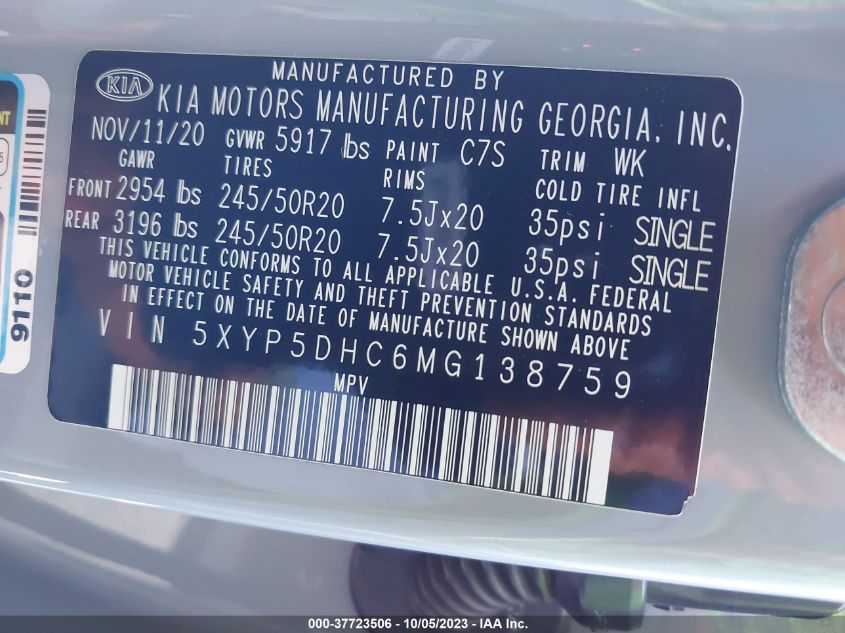 MANUFACTURED BY
KIA KIA MOTORS MANUFACTURING GEORGIA, INC.
NOV/11/20 GVWR 5917 lbs PAINT C7S TRIM WK
GAWR TIRES RIMS COLD TIRE INFL
FRONT 2954 lbs 245/50R20 7.5Jx20 35psi SINGLE
REAR 3196 lbs 245/50R20 7.5Jx20 35psi SINGLE
THIS VEHICLE CONFORMS TO ALL APPLICABLE U.S.A. FEDERAL
MOTOR VEHICLE SAFETY AND THEFT PREVENTION STANDARDS
IN EFFECT ON THE DATE OF MANUFACTURE SHOWN ABOVE
VIN 5XYP5DHC6MG138759
MPV
9110
000-37723506 - 10/05/2023 - IAA Inc.